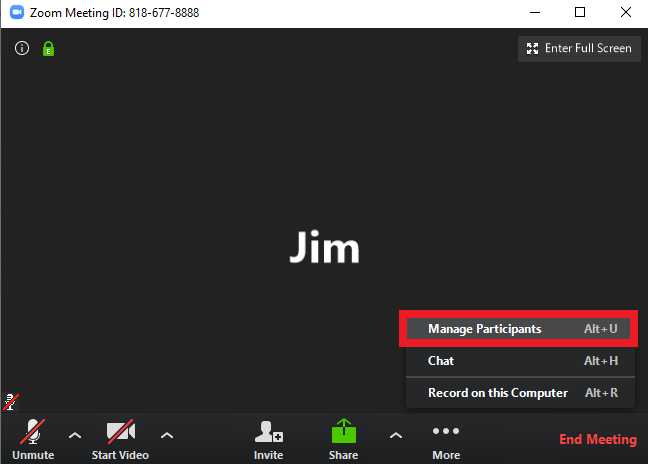 Zoom Meeting ID: 818-677-8888
E
Enter Full Screen
Jim
Manage Participants Alt+U
Chat Alt+H
Record on this Computer Alt+R
Unmute Start Video Invite Share More End Meeting